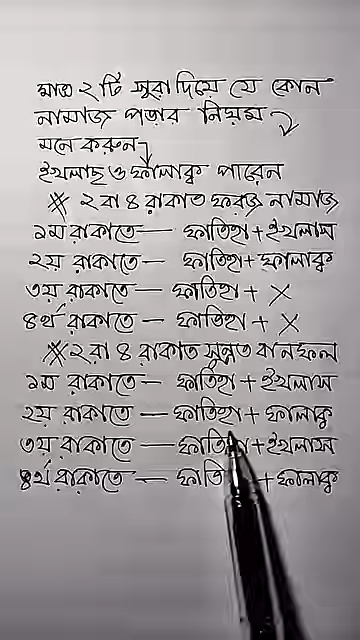 মাত্র ২টি সূরা দিয়ে যে কোন
নামাজ পড়ার নিয়ম
মনে করুন
ইখলাছ ও ফালাক্ব পারেন
※ ২ বা ৪ রাকাত ফরজ নামাজ
১ম রাকাতে — ফাতিহা + ইখলাস
২য় রাকাতে — ফাতিহা + ফালাক্ব
৩য় রাকাতে — ফাতিহা + X
৪র্থ রাকাতে — ফাতিহা + X
※ ২ বা ৪ রাকাত সুন্নত বা নফল
১ম রাকাতে — ফাতিহা + ইখলাস
২য় রাকাতে — ফাতিহা + ফালাক্ব
৩য় রাকাতে — ফাতিহা + ইখলাস
৪র্থ রাকাতে — ফাতি + ফালাক্ব